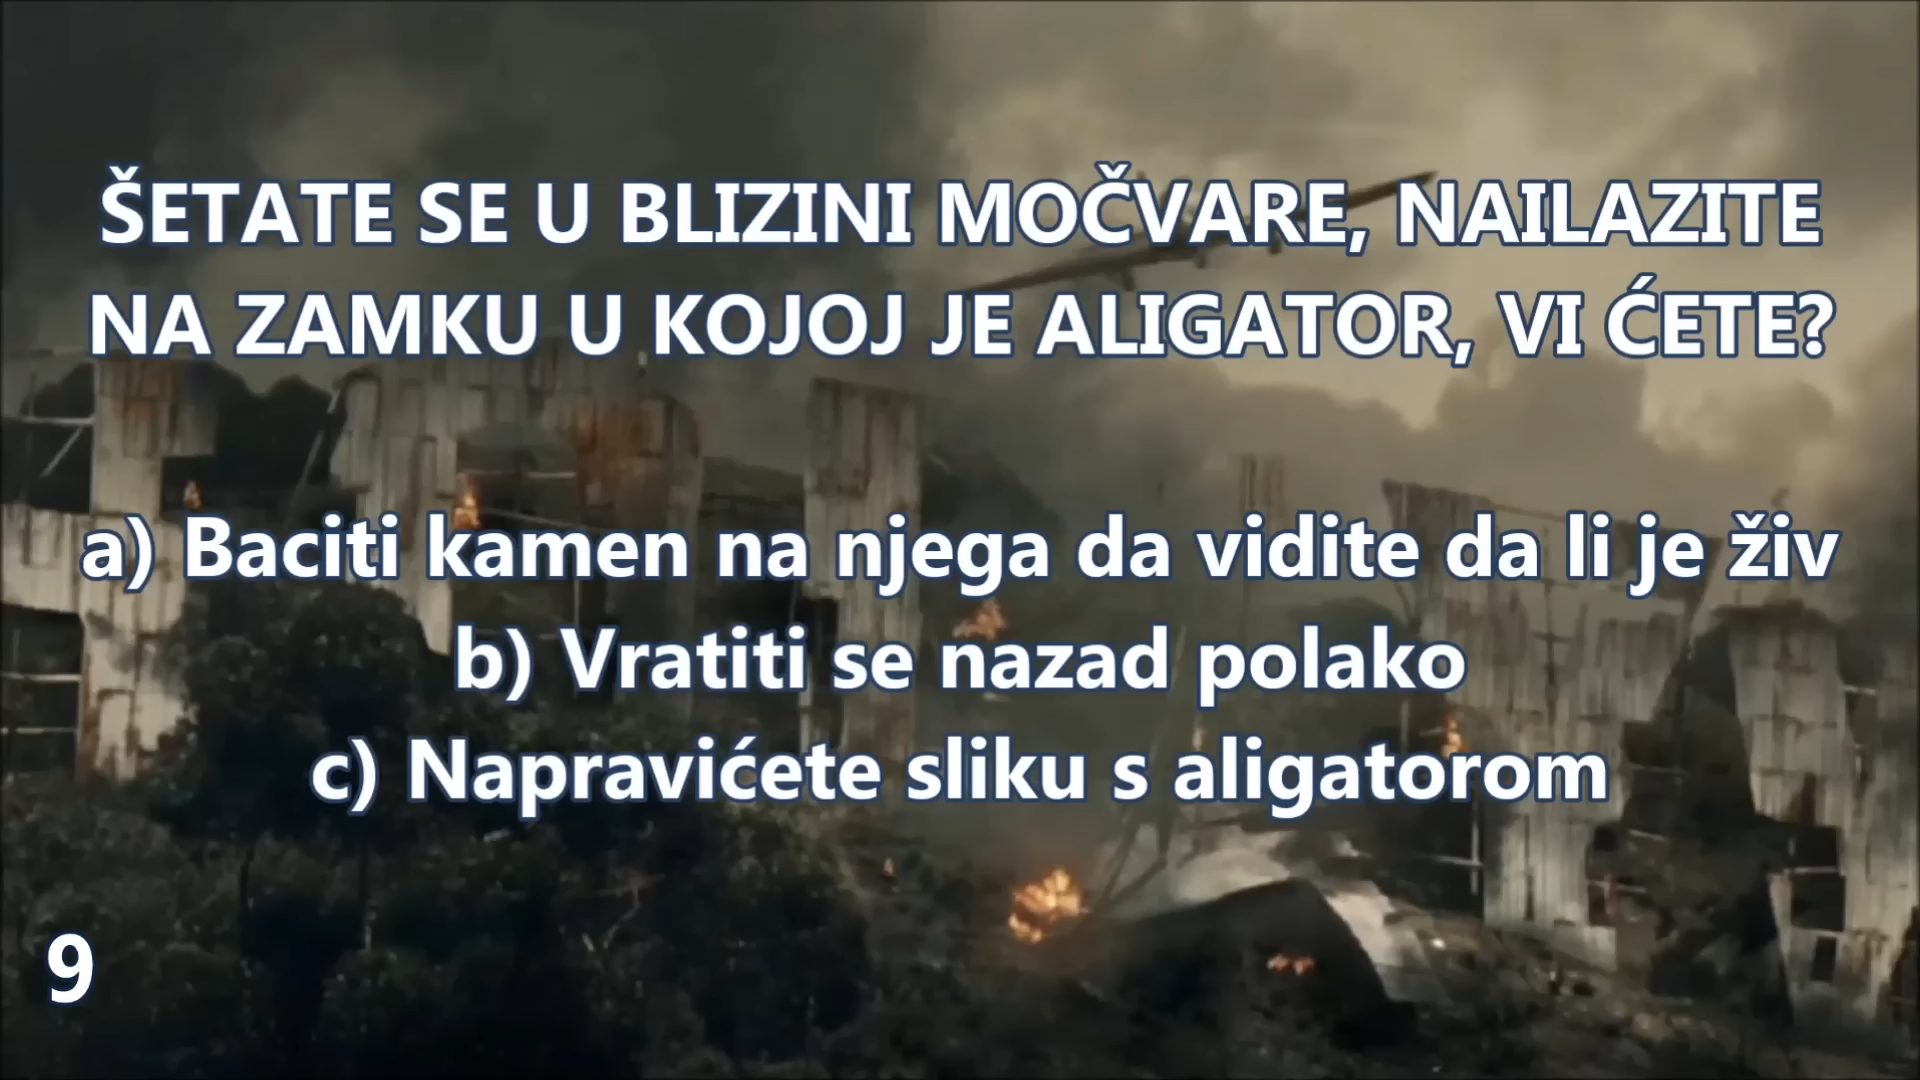 ŠETATE SE U BLIZINI MOČVARE, NAILAZITE
NA ZAMKU U KOJOJ JE ALIGATOR, VI ĆETE?
a) Baciti kamen na njega da vidite da li je živ
b) Vratiti se nazad polako
c) Napravićete sliku s aligatorom
9